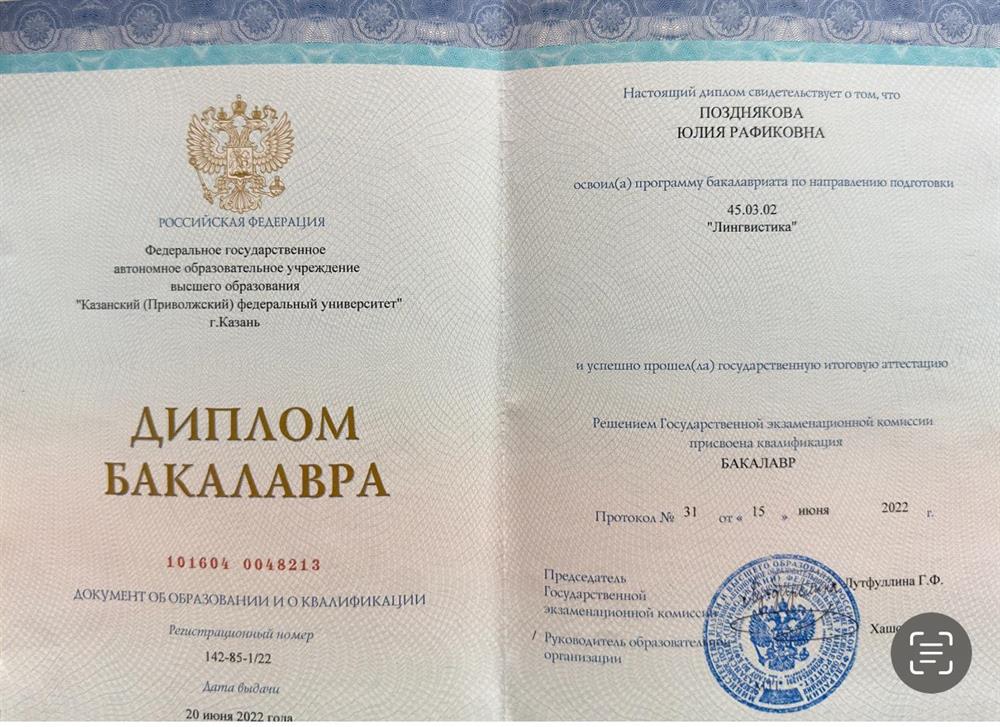 РОССИЙСКАЯ ФЕДЕРАЦИЯ
Федеральное государственное
автономное образовательное учреждение
высшего образования
"Казанский (Приволжский) федеральный университет"
г.Казань
ДИПЛОМ
БАКАЛАВРА
101604 0048213
ДОКУМЕНТ ОБ ОБРАЗОВАНИИ И О КВАЛИФИКАЦИИ
Регистрационный номер
142-85-1/22
Дата выдачи
20 июня 2022 года
Настоящий диплом свидетельствует о том, что
ПОЗДНЯКОВА
ЮЛИЯ РАФИКОВНА
освоил(а) программу бакалавриата по направлению подготовки
45.03.02
"Лингвистика"
и успешно прошел(ла) государственную итоговую аттестацию
Решением Государственной экзаменационной комиссии
присвоена квалификация
БАКАЛАВР
Протокол № 31 от « 15 » июня 2022 г.
Председатель
Государственной
экзаменационной комиссии
Лутфуллина Г.Ф.
/ Руководитель образовательной
организации